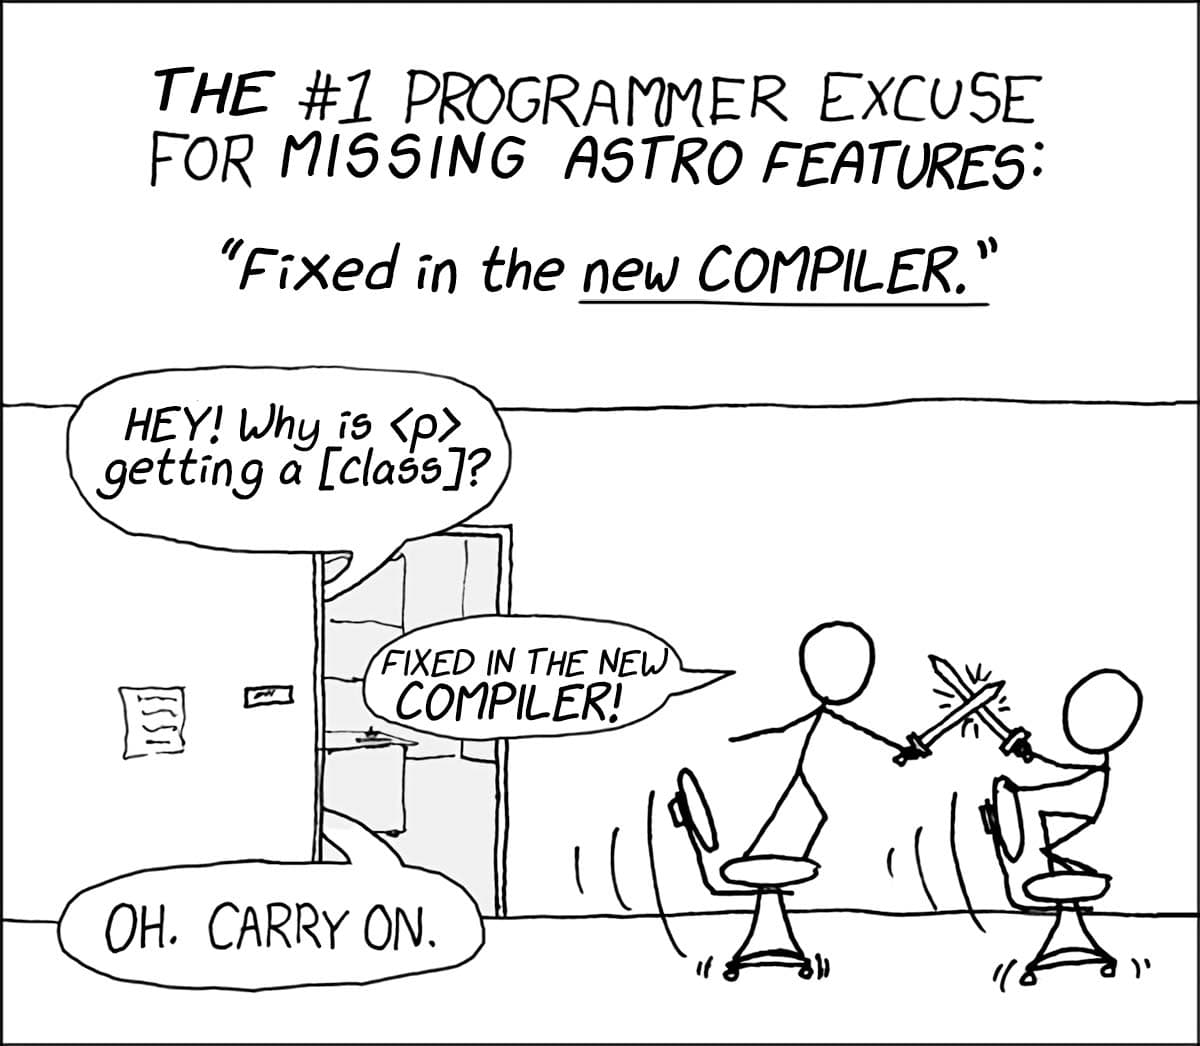 THE #1 PROGRAMMER EXCUSE
FOR MISSING ASTRO FEATURES:
"Fixed in the new COMPILER."
HEY! Why is <p>
getting a [class]?
FIXED IN THE NEW
COMPILER!
OH. CARRY ON.